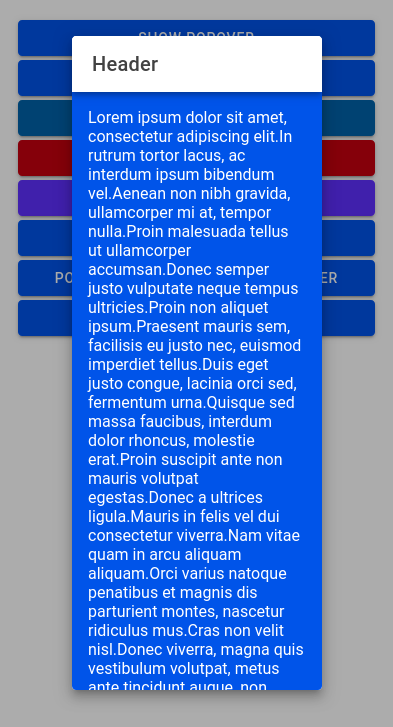 SHOW POPOVER
Header
Lorem ipsum dolor sit amet,
consectetur adipiscing elit.In
rutrum tortor lacus, ac
interdum ipsum bibendum
vel.Aenean non nibh gravida,
ullamcorper mi at, tempor
nulla.Proin malesuada tellus
ut ullamcorper
accumsan.Donec semper
justo vulputate neque tempus
ultricies.Proin non aliquet
ipsum.Praesent mauris sem,
facilisis eu justo nec, euismod
imperdiet tellus.Duis eget
justo congue, lacinia orci sed,
fermentum urna.Quisque sed
massa faucibus, interdum
dolor rhoncus, molestie
erat.Proin suscipit ante non
mauris volutpat
egestas.Donec a ultrices
ligula.Mauris in felis vel dui
consectetur viverra.Nam vitae
quam in arcu aliquam
aliquam.Orci varius natoque
penatibus et magnis dis
parturient montes, nascetur
ridiculus mus.Cras non velit
nisl.Donec viverra, magna quis
vestibulum volutpat, metus
ante tincidunt augue, non